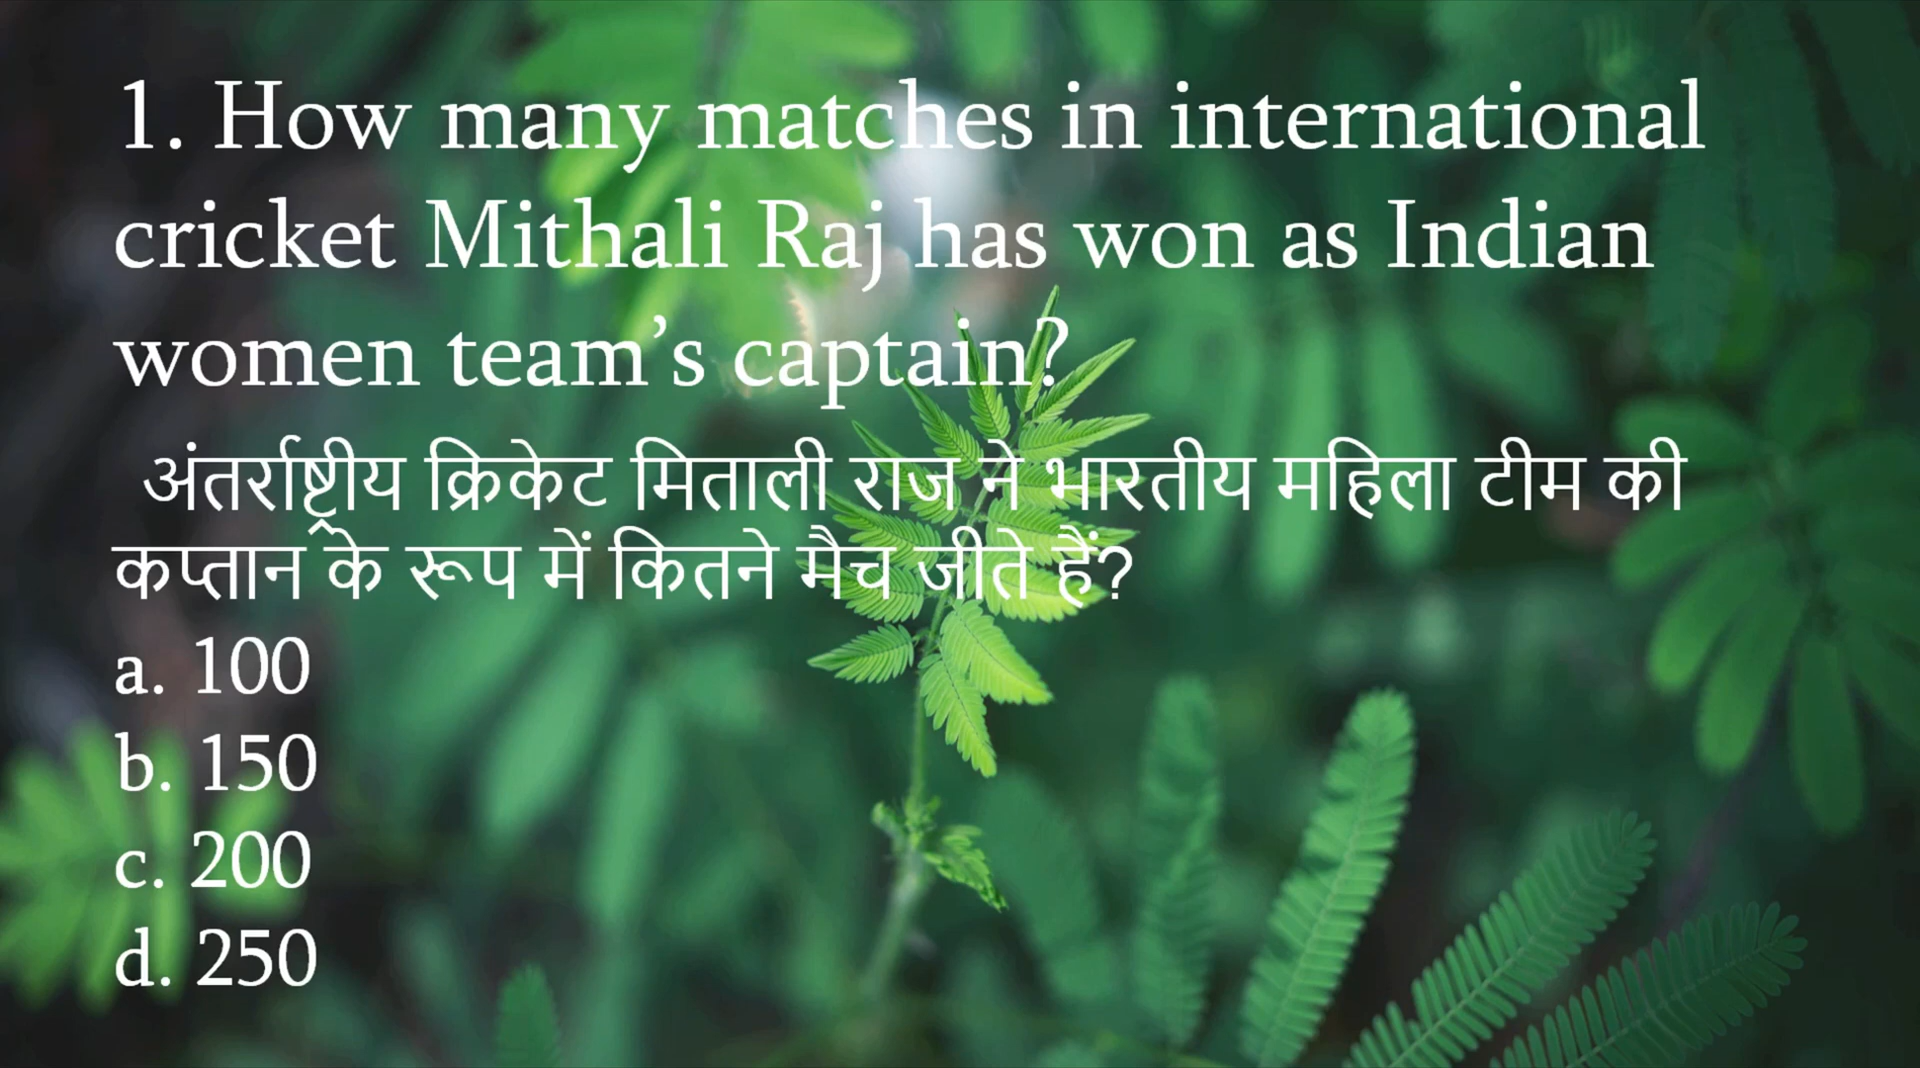 1. How many matches in international
cricket Mithali Raj has won as Indian
women team’s captain?
अंतर्राष्ट्रीय क्रिकेट मिताली राज ने भारतीय महिला टीम की
कप्तान के रूप में कितने मैच जीते हैं?
a. 100
b. 150
c. 200
d. 250